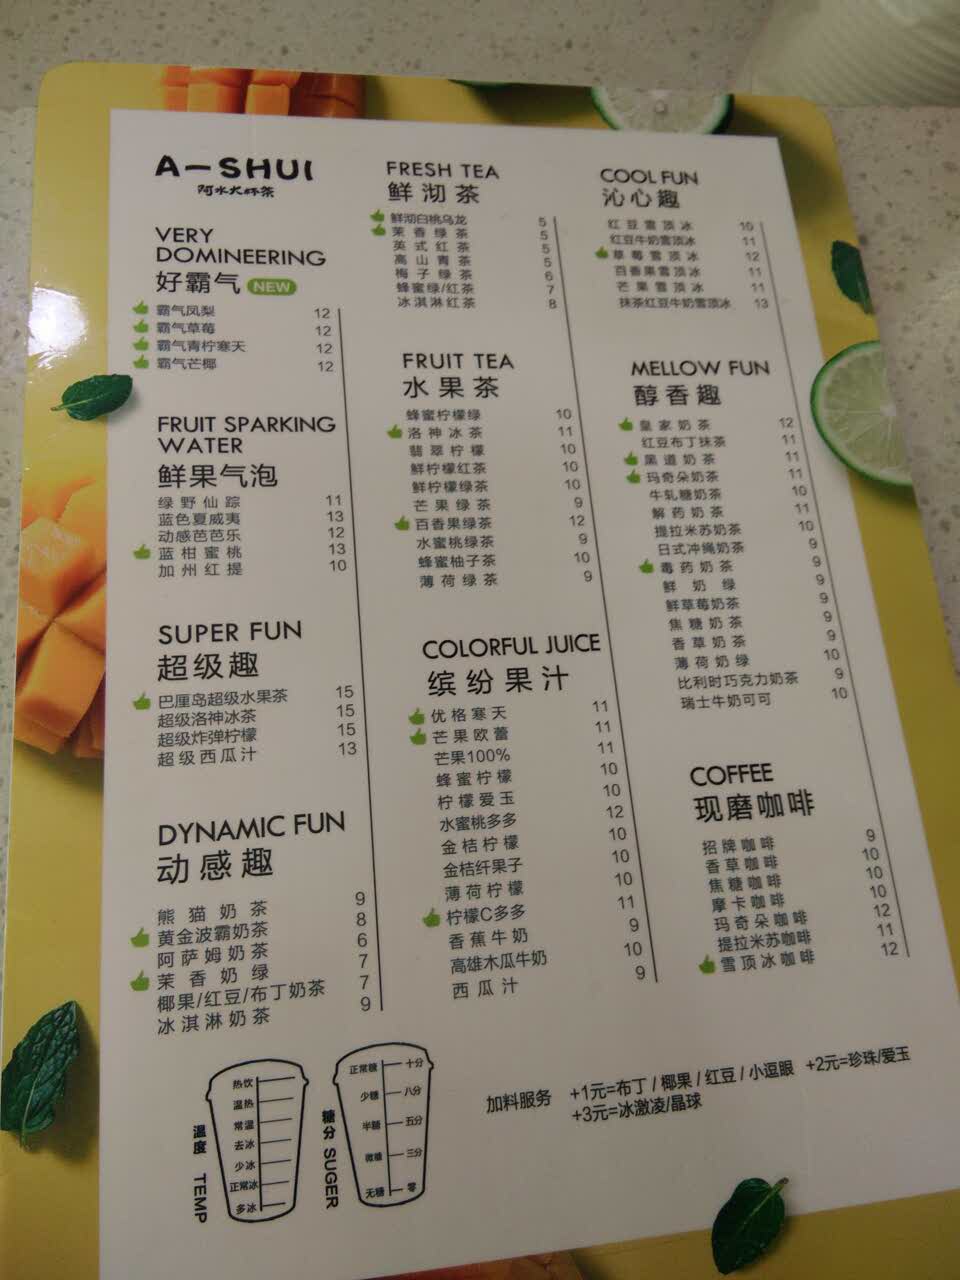 A-SHUI
阿水大杯茶
VERY
DOMINEERING
好霸气 NEW
霸气凤梨 12
霸气草莓 12
霸气青柠寒天 12
霸气芒椰 12
FRUIT SPARKING
WATER
鲜果气泡
绿野仙踪 11
蓝色夏威夷 13
动感芭芭乐 12
蓝柑蜜桃 13
加州红提 10
SUPER FUN
超级趣
巴厘岛超级水果茶 15
超级洛神冰茶 15
超级炸弹柠檬 15
超级西瓜汁 13
DYNAMIC FUN
动感趣
熊猫奶茶 9
黄金波霸奶茶 8
阿萨姆奶茶 6
茉香奶绿 7
椰果/红豆/布丁奶茶 7
冰淇淋奶茶 9
FRESH TEA
鲜沏茶
鲜沏白桃乌龙 5
茉香绿茶 5
英式红茶 5
高山青茶 5
梅子绿茶 6
蜂蜜绿/红茶 7
冰淇淋红茶 8
FRUIT TEA
水果茶
蜂蜜柠檬绿 10
洛神冰茶 11
翡翠柠檬 10
鲜柠檬红茶 10
鲜柠檬绿茶 10
芒果绿茶 9
百香果绿茶 12
水蜜桃绿茶 9
蜂蜜柚子茶 10
薄荷绿茶 9
COLORFUL JUICE
缤纷果汁
优格寒天 11
芒果欧蕾 11
芒果100% 11
蜂蜜柠檬 10
柠檬爱玉 10
水蜜桃多多 12
金桔柠檬 10
金桔纤果子 10
薄荷柠檬 10
柠檬C多多 11
香蕉牛奶 9
高雄木瓜牛奶 10
西瓜汁 9
COOL FUN
沁心趣
红豆雪顶冰 10
红豆牛奶雪顶冰 11
草莓雪顶冰 12
百香果雪顶冰 11
芒果雪顶冰 11
抹茶红豆牛奶雪顶冰 13
MELLOW FUN
醇香趣
皇家奶茶 12
红豆布丁抹茶 11
黑道奶茶 11
玛奇朵奶茶 11
牛轧糖奶茶 10
解药奶茶 11
提拉米苏奶茶 10
日式冲绳奶茶 9
毒药奶茶 9
鲜奶绿 9
鲜草莓奶茶 9
焦糖奶茶 9
香草奶茶 9
薄荷奶绿 10
比利时巧克力奶茶 9
瑞士牛奶可可 10
COFFEE
现磨咖啡
招牌咖啡 9
香草咖啡 10
焦糖咖啡 10
摩卡咖啡 10
玛奇朵咖啡 12
提拉米苏咖啡 11
雪顶冰咖啡 12
温度 TEMP
热饮
温热
常温
去冰
少冰
正常冰
多冰
糖分 SUGER
正常糖 十分
少糖 八分
半糖 五分
微糖 三分
无糖 零
加料服务 +1元=布丁/椰果/红豆/小逗眼 +2元=珍珠/爱玉
+3元=冰激凌/晶球